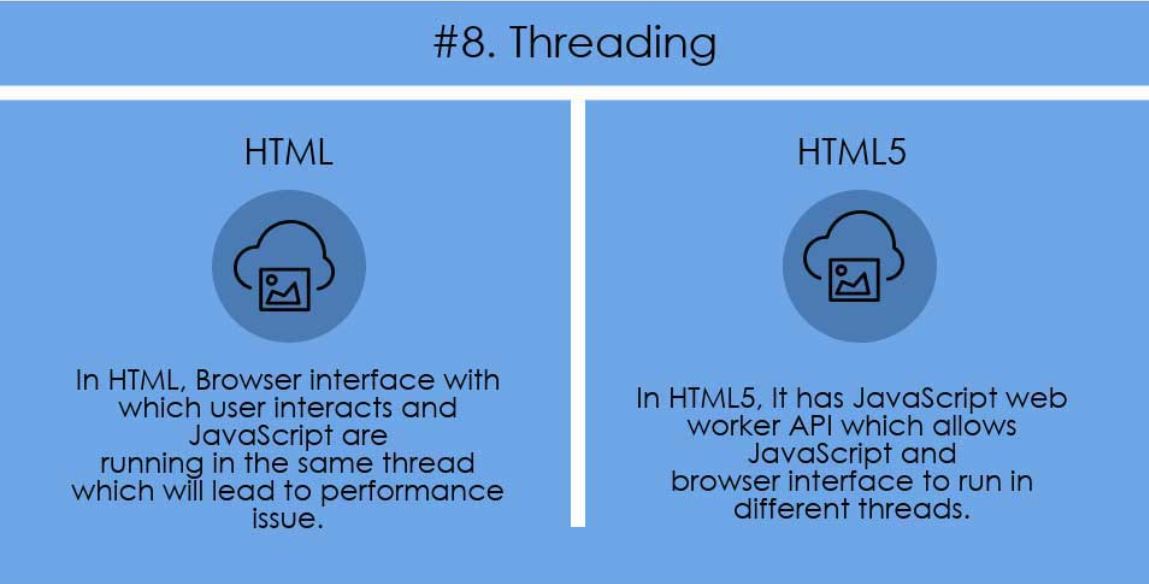 #8. Threading
HTML
In HTML, Browser interface with
which user interacts and
JavaScript are
running in the same thread
which will lead to performance
issue.
HTML5
In HTML5, It has JavaScript web
worker API which allows
JavaScript and
browser interface to run in
different threads.